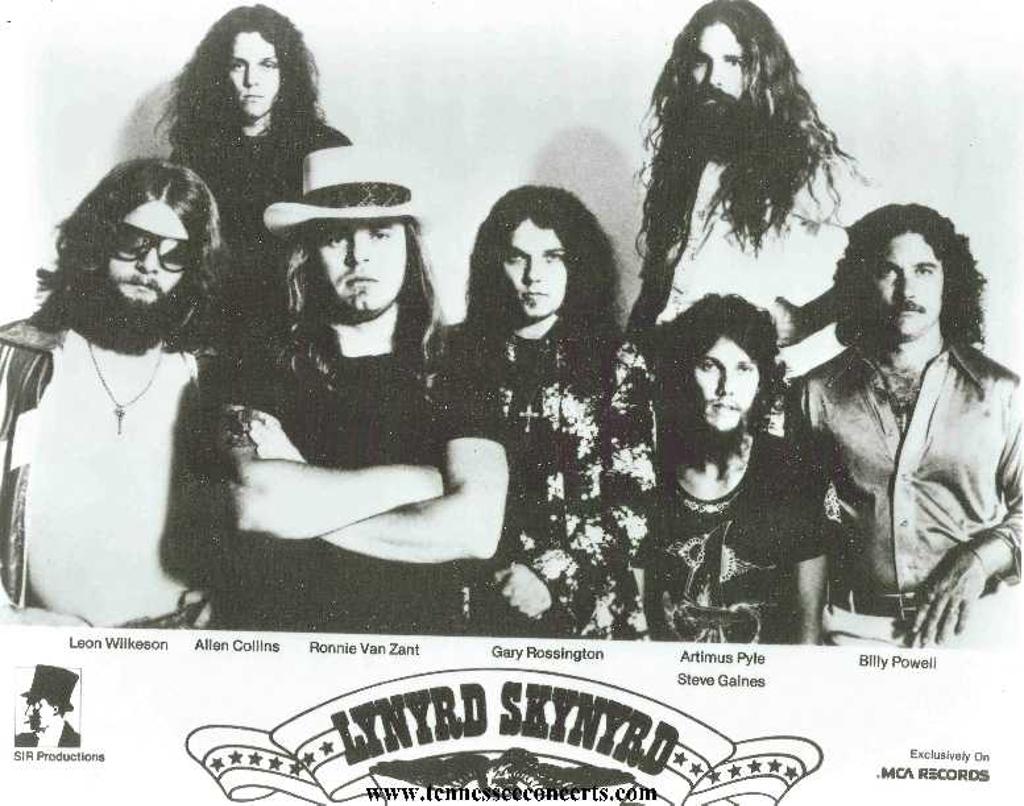 Leon Wilkeson Allen Collins Ronnie Van Zant Gary Rossington Artimus Pyle Billy Powell
Steve Gaines
SIR Productions
LYNYRD SKYNYRD
Exclusively On
.MCA RECORDS
www.tennesseeconcerts.com